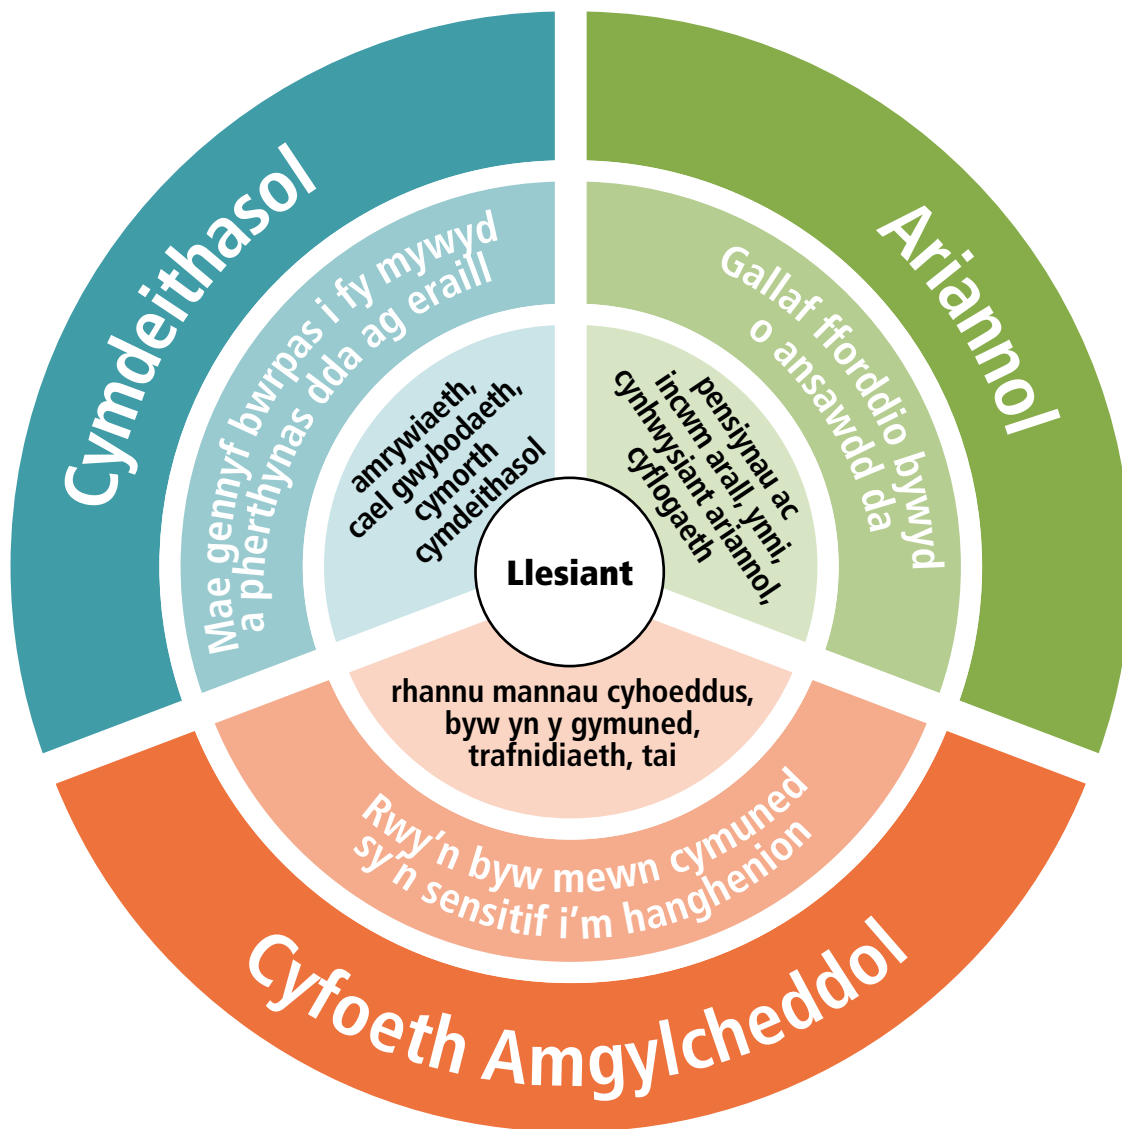 Cymdeithasol
Mae gennyf bwrpas i fy mywyd
a pherthynas dda ag eraill
amrywiaeth,
cael gwybodaeth,
cymorth
cymdeithasol
Ariannol
Gallaf fforddio bywyd
o ansawdd da
pensiynau ac
incwm arall, ynni,
cynhwysiant ariannol,
cyflogaeth
Llesiant
rhannu mannau cyhoeddus,
byw yn y gymuned,
trafnidiaeth, tai
Rwy'n byw mewn cymuned
sy'n sensitif i'm hanghenion
Cyfoeth Amgylcheddol